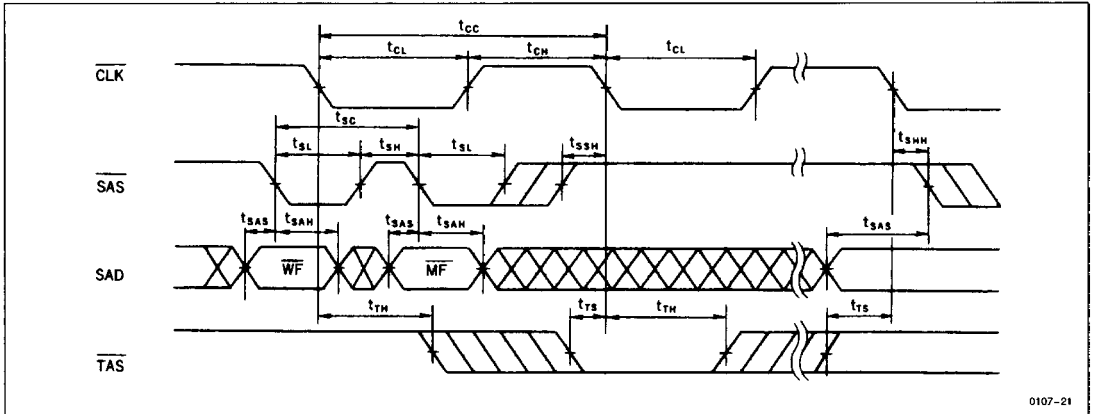 tCC
tCL tCH tCL
CLK
tSC
tSL tSH tSL tSSH tSHH
SAS
tSAS tSAH tSAS tSAH tSAS
SAD WF MF
tTH tTS tTH tTS
TAS
0107-21